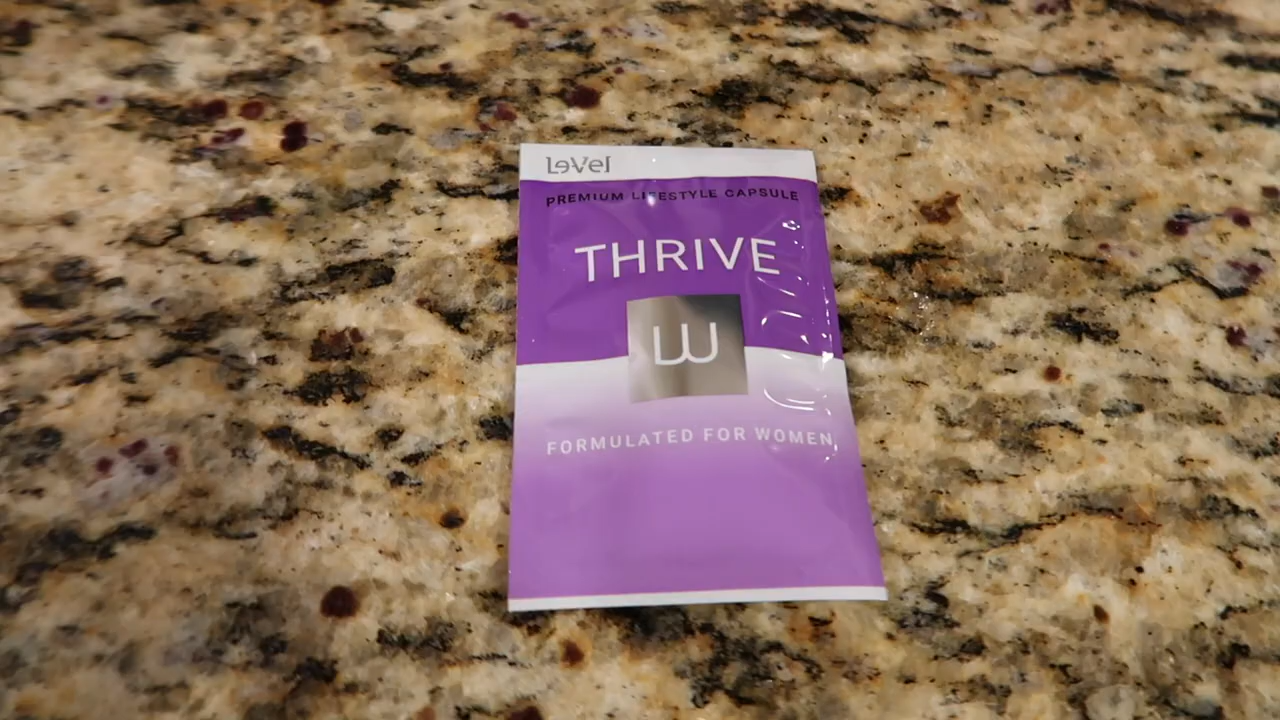 leVel
PREMIUM LIFESTYLE CAPSULE
THRIVE
W
FORMULATED FOR WOMEN